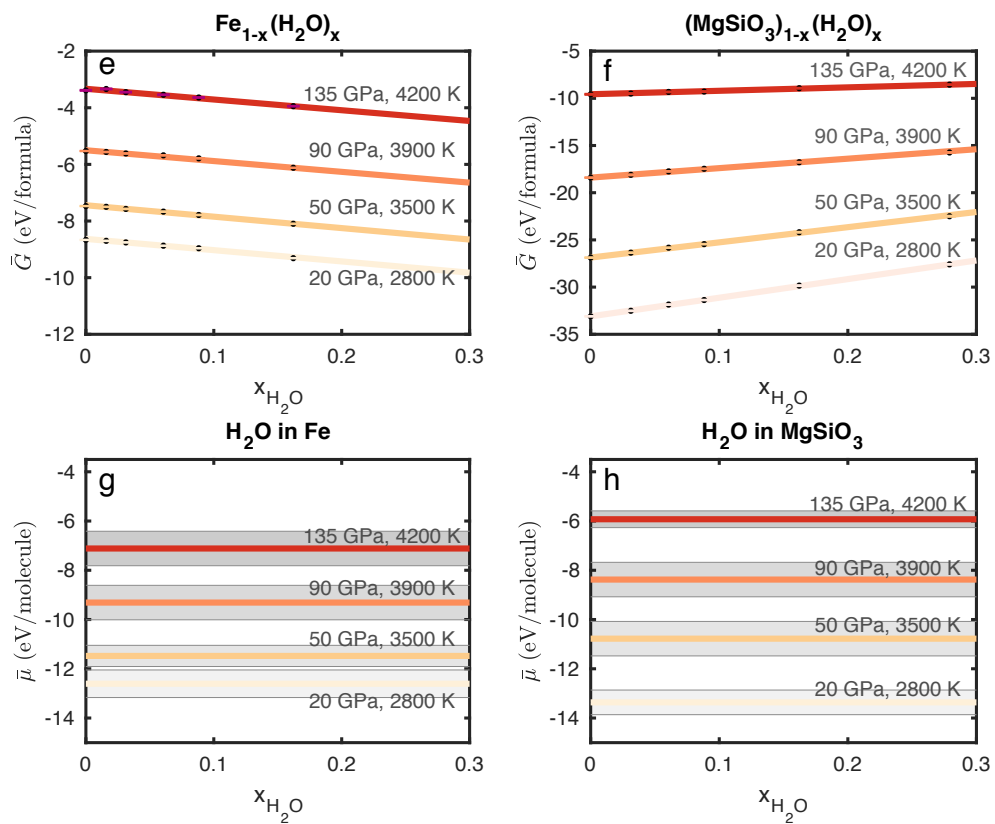 Fe1-x(H2O)x
e
-2
-4
-6
-8
-10
-12
Ḡ (eV/formula)
135 GPa, 4200 K
90 GPa, 3900 K
50 GPa, 3500 K
20 GPa, 2800 K
0 0.1 0.2 0.3
xH2O
(MgSiO3)1-x(H2O)x
f
-5
-10
-15
-20
-25
-30
-35
Ḡ (eV/formula)
135 GPa, 4200 K
90 GPa, 3900 K
50 GPa, 3500 K
20 GPa, 2800 K
0 0.1 0.2 0.3
xH2O
H2O in Fe
g
-4
-6
-8
-10
-12
-14
μ̄ (eV/molecule)
135 GPa, 4200 K
90 GPa, 3900 K
50 GPa, 3500 K
20 GPa, 2800 K
0 0.1 0.2 0.3
xH2O
H2O in MgSiO3
h
-4
-6
-8
-10
-12
-14
μ̄ (eV/molecule)
135 GPa, 4200 K
90 GPa, 3900 K
50 GPa, 3500 K
20 GPa, 2800 K
0 0.1 0.2 0.3
xH2O